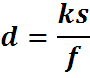 d = ks/f